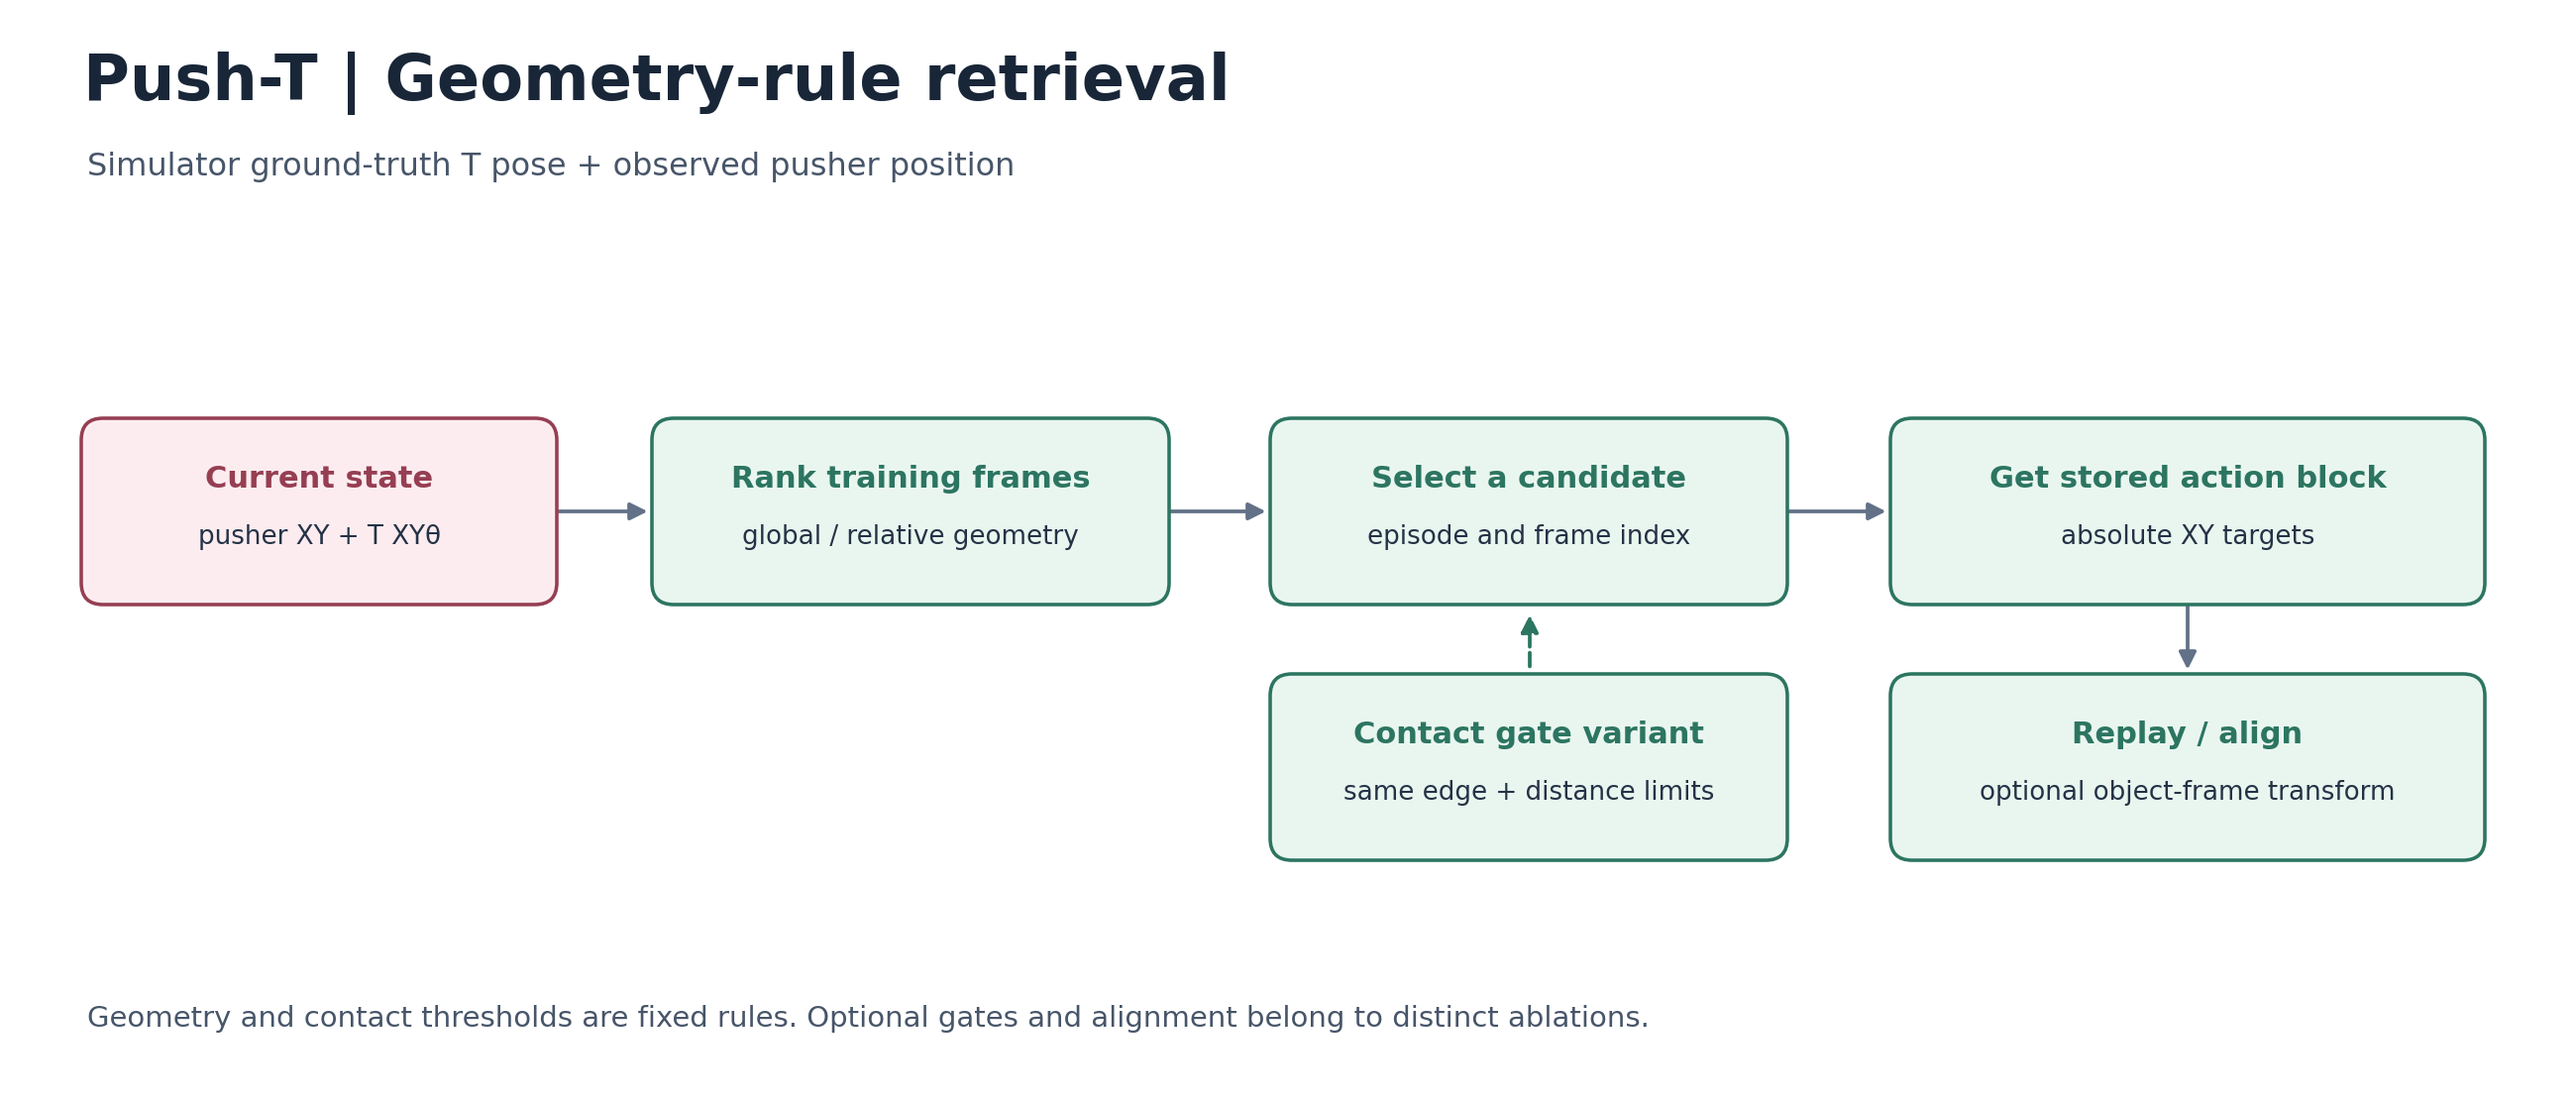 Push-T | Geometry-rule retrieval
Simulator ground-truth T pose + observed pusher position
Current state
pusher XY + T XYθ
Rank training frames
global / relative geometry
Select a candidate
episode and frame index
Get stored action block
absolute XY targets
Contact gate variant
same edge + distance limits
Replay / align
optional object-frame transform
Geometry and contact thresholds are fixed rules. Optional gates and alignment belong to distinct ablations.